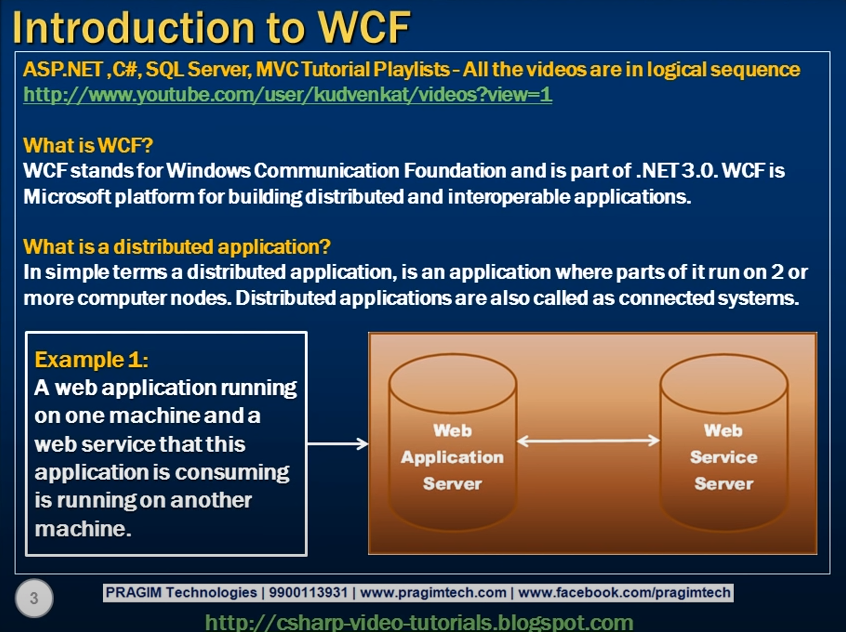 Introduction to WCF
ASP.NET ,C#, SQL Server, MVC Tutorial Playlists - All the videos are in logical sequence
http://www.youtube.com/user/kudvenkat/videos?view=1
What is WCF?
WCF stands for Windows Communication Foundation and is part of .NET 3.0. WCF is
Microsoft platform for building distributed and interoperable applications.
What is a distributed application?
In simple terms a distributed application, is an application where parts of it run on 2 or
more computer nodes. Distributed applications are also called as connected systems.
Example 1:
A web application running
on one machine and a
web service that this
application is consuming
is running on another
machine.
Web
Application
Server
Web
Service
Server
3
PRAGIM Technologies | 9900113931 | www.pragimtech.com | www.facebook.com/pragimtech
http://csharp-video-tutorials.blogspot.com